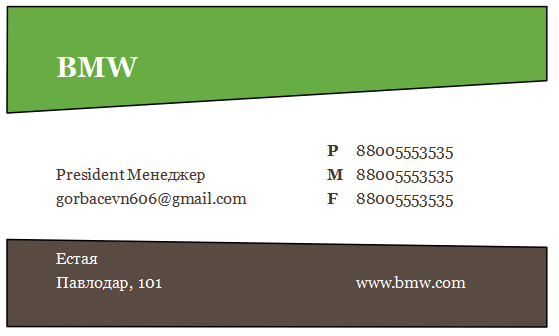 BMW
P 88005553535
President Менеджер M 88005553535
gorbacevn606@gmail.com F 88005553535
Естая
Павлодар, 101 www.bmw.com